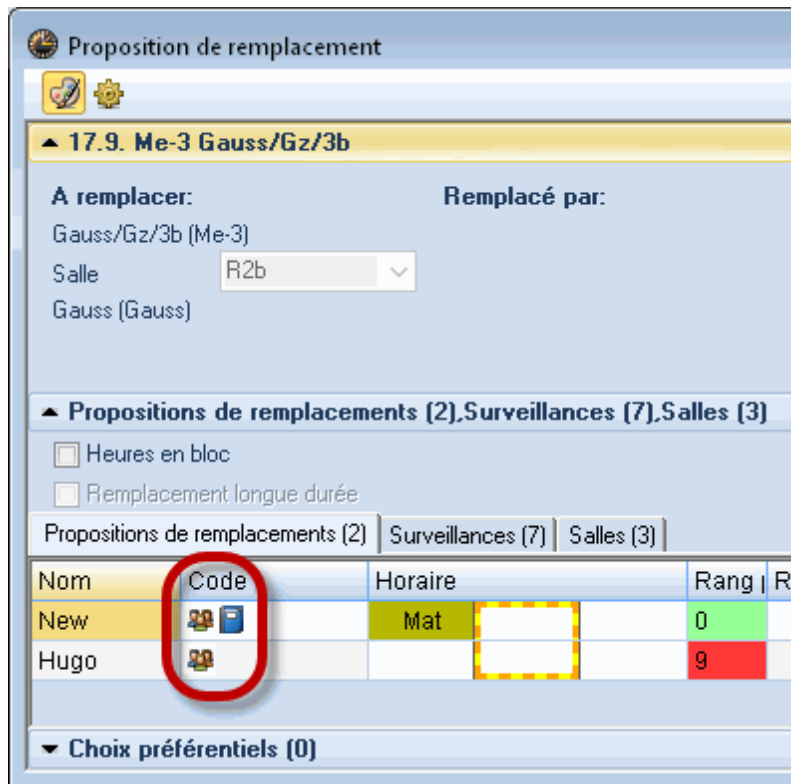 Proposition de remplacement
17.9. Me-3 Gauss/Gz/3b
A remplacer: Remplacé par:
Gauss/Gz/3b (Me-3)
Salle R2b
Gauss (Gauss)
Propositions de remplacements (2),Surveillances (7),Salles (3)
Heures en bloc
Remplacement longue durée
Propositions de remplacements (2) Surveillances (7) Salles (3)
Nom Code Horaire Rang
New Mat 0
Hugo 9
Choix préférentiels (0)